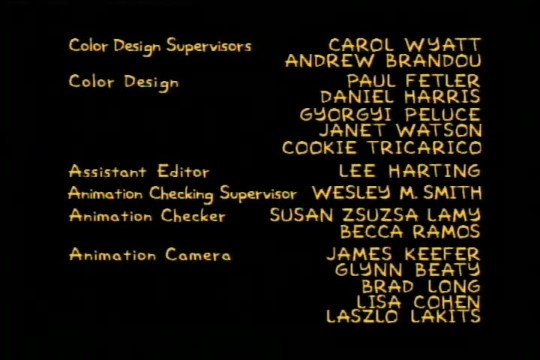 Color Design Supervisors CAROL WYATT
ANDREW BRANDOU
Color Design PAUL FETLER
DANIEL HARRIS
GYORGYI PELUCE
JANET WATSON
COOKIE TRICARICO
Assistant Editor LEE HARTING
Animation Checking Supervisor WESLEY M. SMITH
Animation Checker SUSAN ZSUZSA LAMY
BECCA RAMOS
Animation Camera JAMES KEEFER
GLYNN BEATY
BRAD LONG
LISA COHEN
LASZLO LAKITS